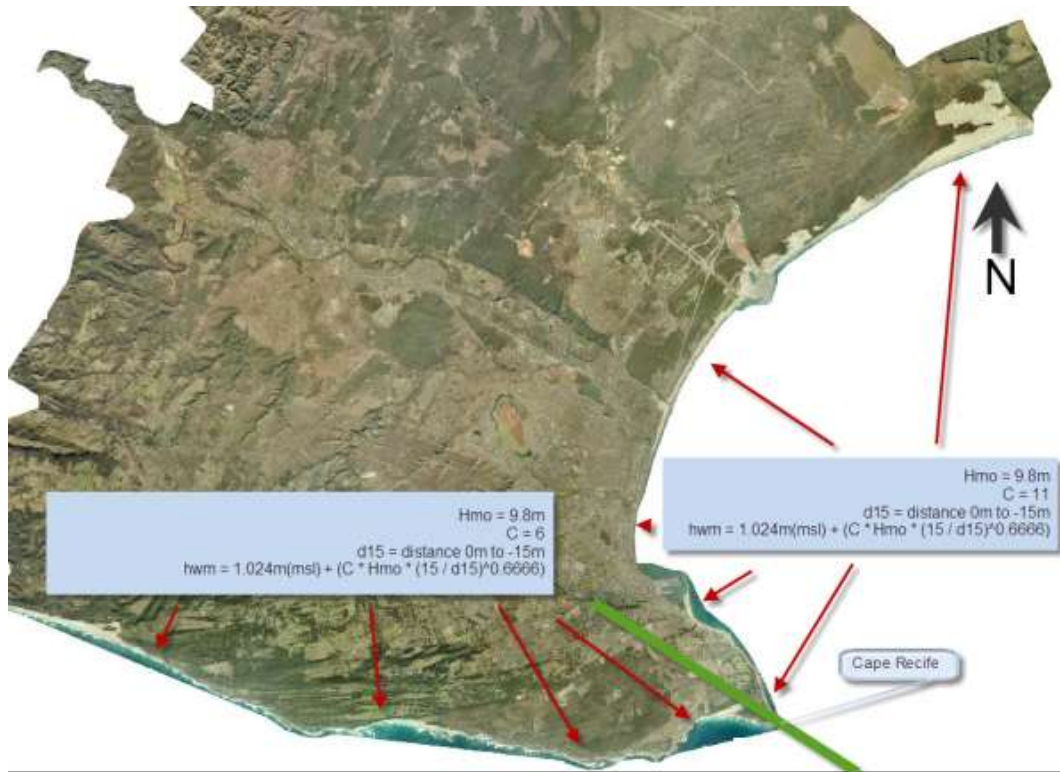 N
Hmo = 9.8m
C = 11
d15 = distance 0m to -15m
hwm = 1.024m(msl) + (C * Hmo * (15 / d15)^0.6666)
Hmo = 9.8m
C = 6
d15 = distance 0m to -15m
hwm = 1.024m(msl) + (C * Hmo * (15 / d15)^0.6666)
Cape Recife